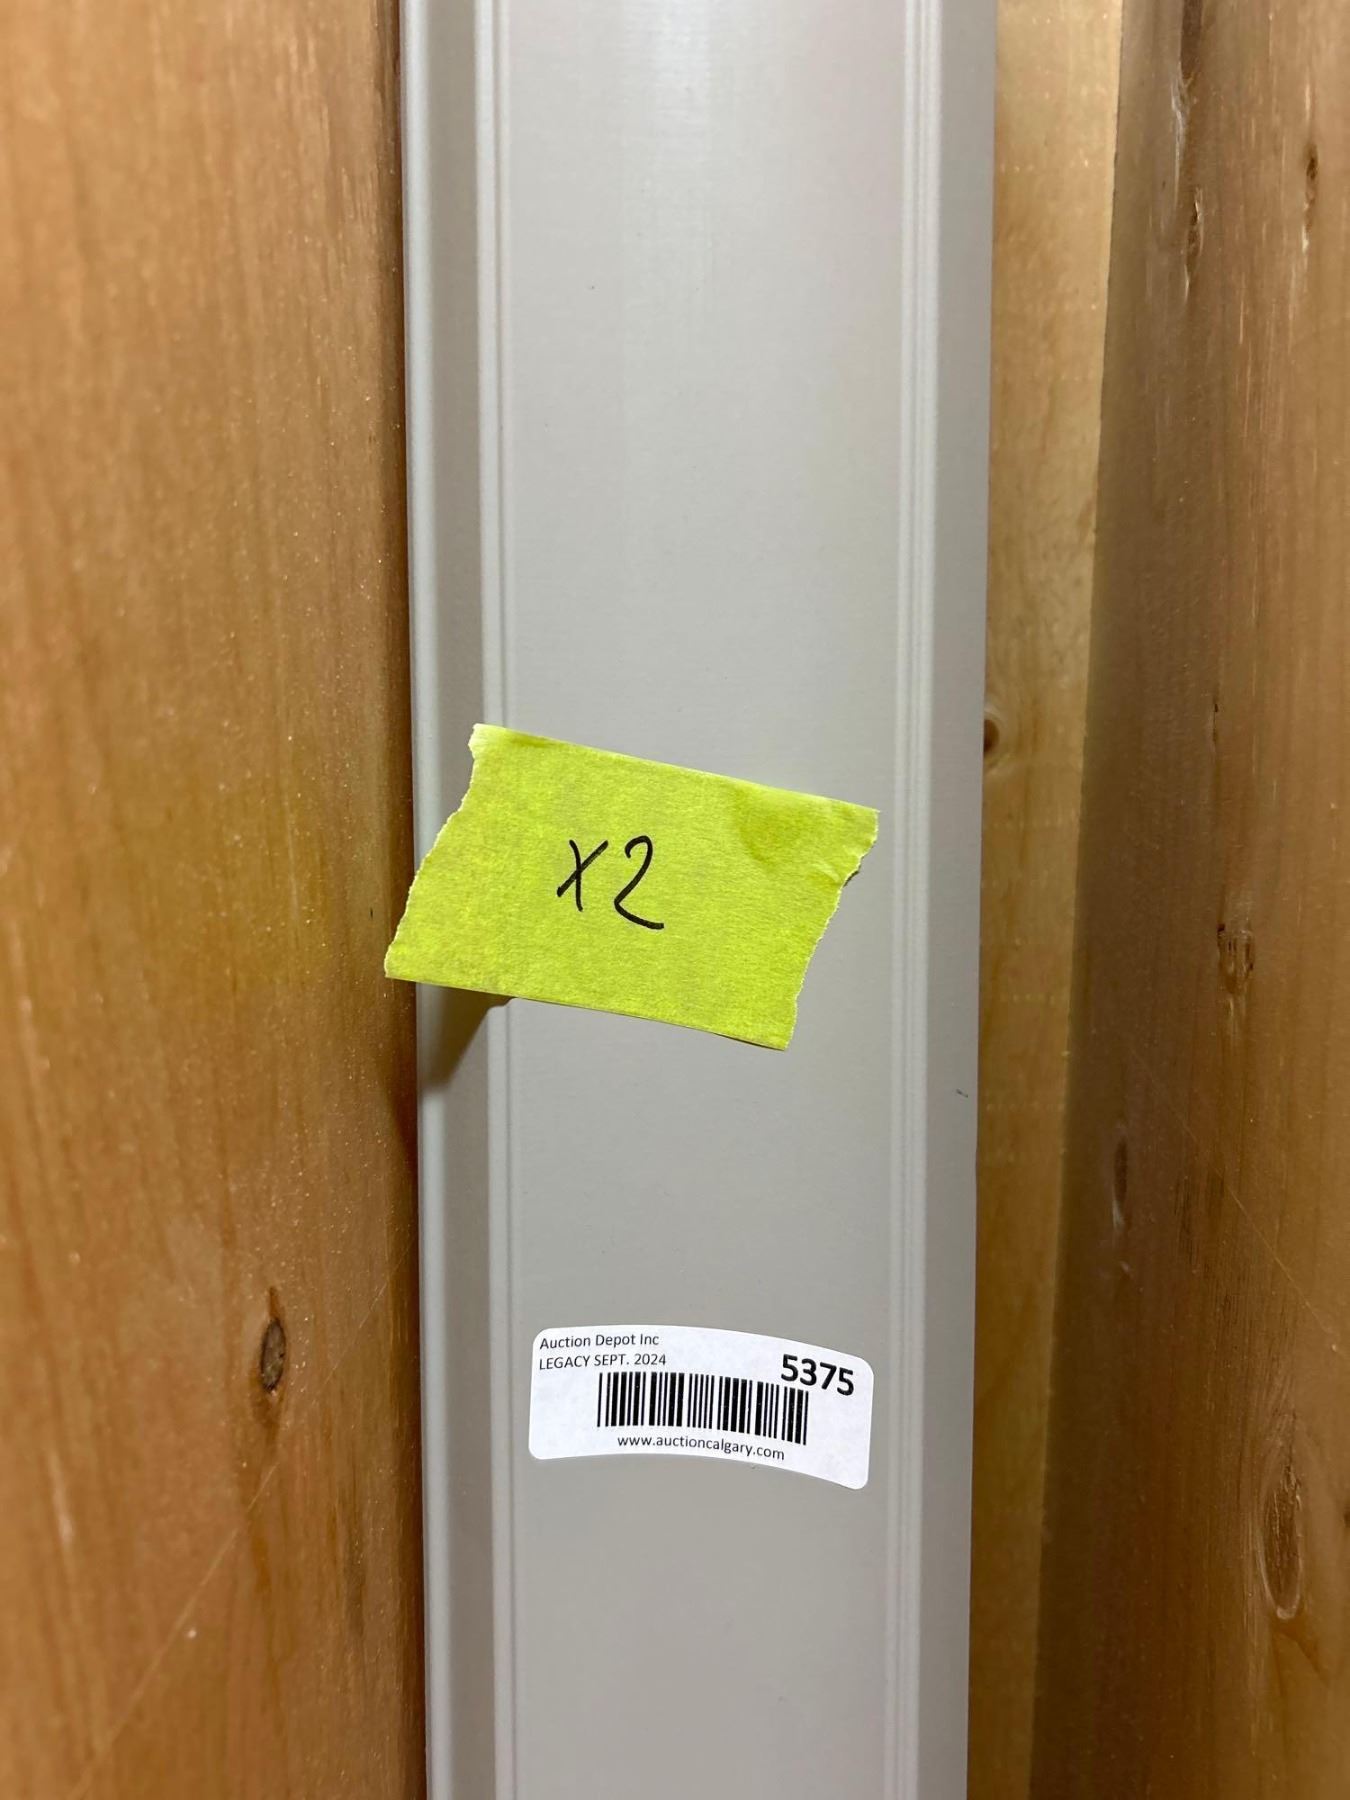 X2
Auction Depot Inc
LEGACY SEPT. 2024
5375
www.auctioncalgary.com